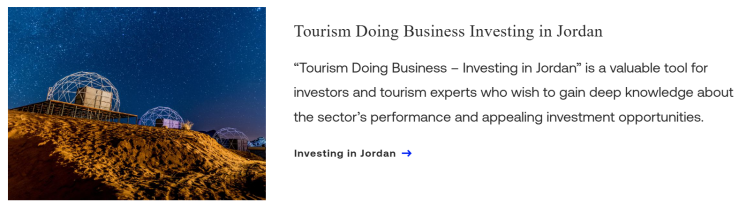 Tourism Doing Business Investing in Jordan
“Tourism Doing Business – Investing in Jordan” is a valuable tool for
investors and tourism experts who wish to gain deep knowledge about
the sector’s performance and appealing investment opportunities.
Investing in Jordan →